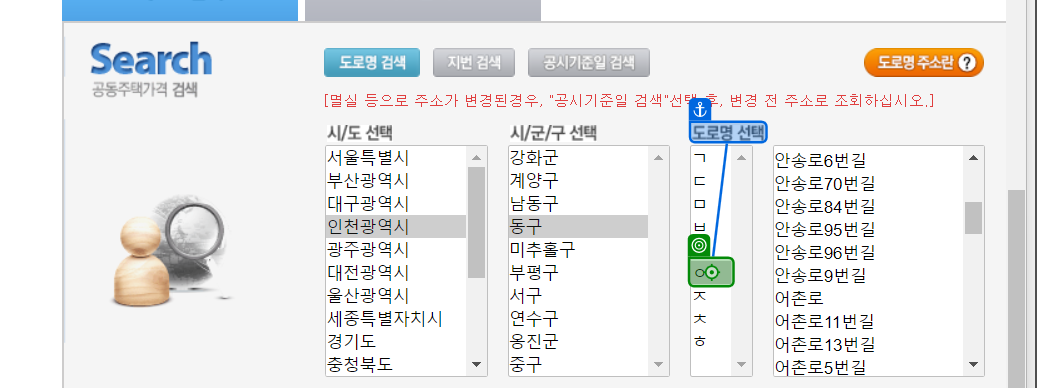 Search
공동주택가격 검색
도로명 검색
지번 검색
공시기준일 검색
도로명 주소란 ?
[멸실 등으로 주소가 변경된경우, "공시기준일 검색"선택 후, 변경 전 주소로 조회하십시오.]
시/도 선택
서울특별시
부산광역시
대구광역시
인천광역시
광주광역시
대전광역시
울산광역시
세종특별자치시
경기도
충청북도
시/군/구 선택
강화군
계양구
남동구
동구
미추홀구
부평구
서구
연수구
옹진군
중구
도로명 선택
ㄱ
ㄷ
ㅁ
ㅂ
ㅇ
ㅈ
ㅊ
ㅎ
안송로6번길
안송로70번길
안송로84번길
안송로95번길
안송로96번길
안송로9번길
어촌로
어촌로11번길
어촌로13번길
어촌로5번길